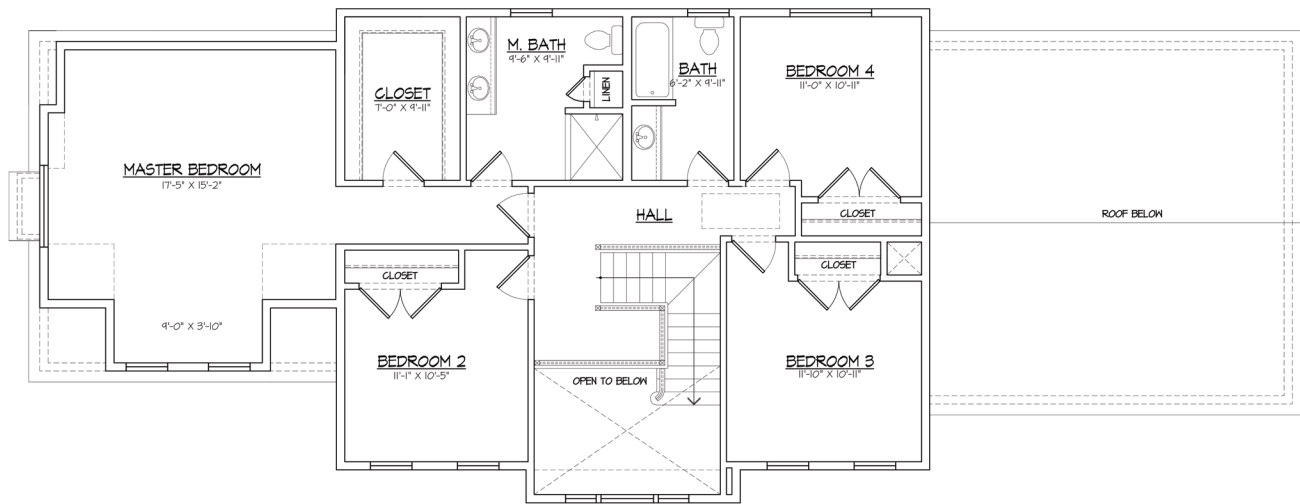 M. BATH
9'-6" X 9'-11"
LINEN
BATH
6'-2" X 9'-11"
BEDROOM 4
11'-0" X 10'-11"
CLOSET
7'-0" X 9'-11"
MASTER BEDROOM
17'-5" X 15'-2"
HALL
CLOSET
ROOF BELOW
CLOSET
CLOSET
9'-0" X 3'-10"
BEDROOM 2
11'-1" X 10'-5"
OPEN TO BELOW
BEDROOM 3
11'-10" X 10'-11"